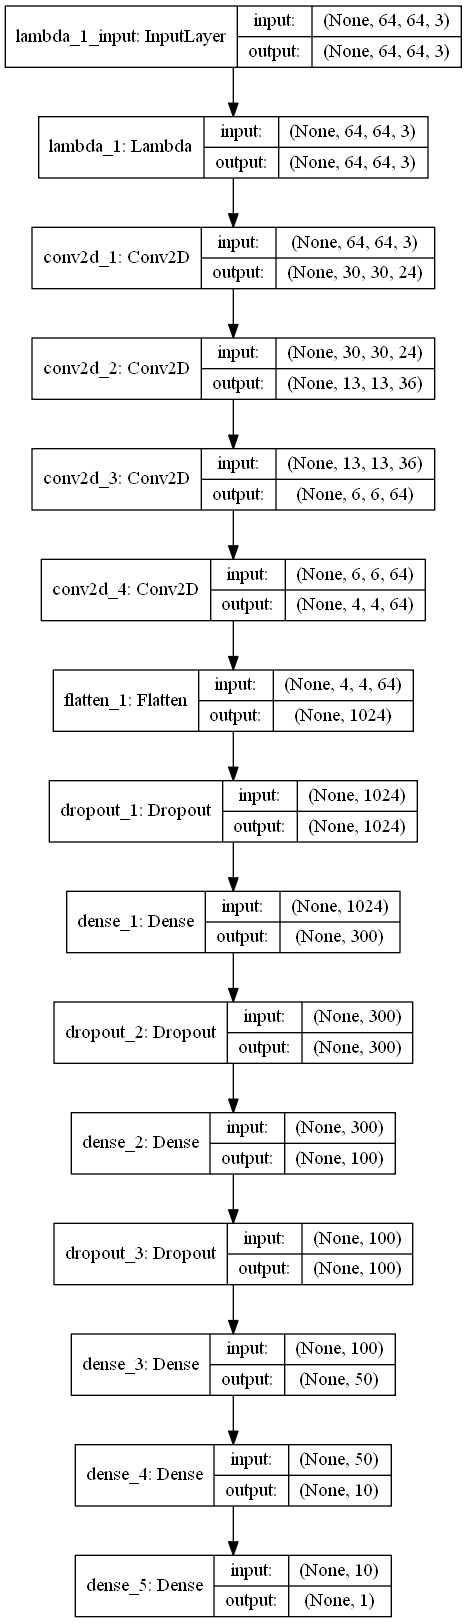 lambda_1_input: InputLayer
input: (None, 64, 64, 3)
output: (None, 64, 64, 3)
lambda_1: Lambda
input: (None, 64, 64, 3)
output: (None, 64, 64, 3)
conv2d_1: Conv2D
input: (None, 64, 64, 3)
output: (None, 30, 30, 24)
conv2d_2: Conv2D
input: (None, 30, 30, 24)
output: (None, 13, 13, 36)
conv2d_3: Conv2D
input: (None, 13, 13, 36)
output: (None, 6, 6, 64)
conv2d_4: Conv2D
input: (None, 6, 6, 64)
output: (None, 4, 4, 64)
flatten_1: Flatten
input: (None, 4, 4, 64)
output: (None, 1024)
dropout_1: Dropout
input: (None, 1024)
output: (None, 1024)
dense_1: Dense
input: (None, 1024)
output: (None, 300)
dropout_2: Dropout
input: (None, 300)
output: (None, 300)
dense_2: Dense
input: (None, 300)
output: (None, 100)
dropout_3: Dropout
input: (None, 100)
output: (None, 100)
dense_3: Dense
input: (None, 100)
output: (None, 50)
dense_4: Dense
input: (None, 50)
output: (None, 10)
dense_5: Dense
input: (None, 10)
output: (None, 1)